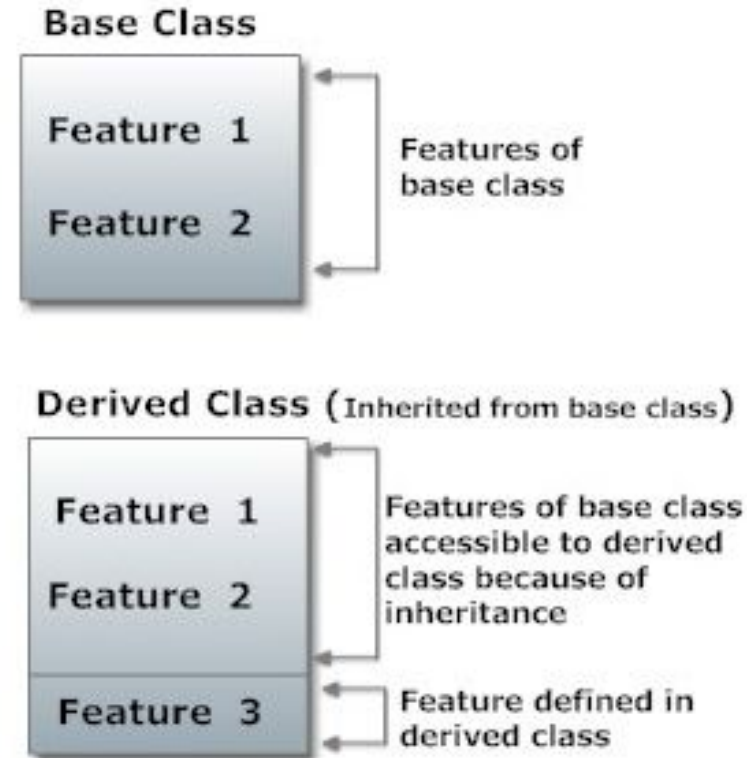 Base Class
Feature 1
Feature 2
Features of
base class
Derived Class (Inherited from base class)
Feature 1
Feature 2
Features of base class
accessible to derived
class because of
inheritance
Feature 3
Feature defined in
derived class